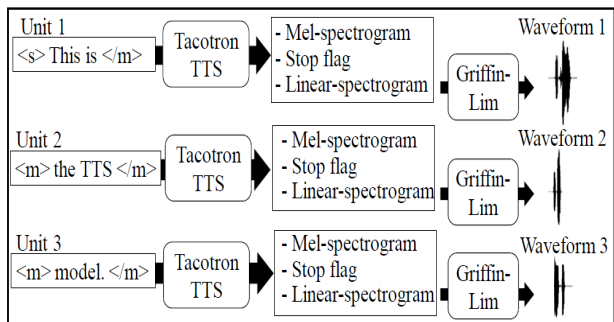 Unit 1
<s> This is </m>
Tacotron
TTS
- Mel-spectrogram
- Stop flag
- Linear-spectrogram
Griffin-
Lim
Waveform 1
Unit 2
<m> the TTS </m>
Tacotron
TTS
- Mel-spectrogram
- Stop flag
- Linear-spectrogram
Griffin-
Lim
Waveform 2
Unit 3
<m> model. </m>
Tacotron
TTS
- Mel-spectrogram
- Stop flag
- Linear-spectrogram
Griffin-
Lim
Waveform 3